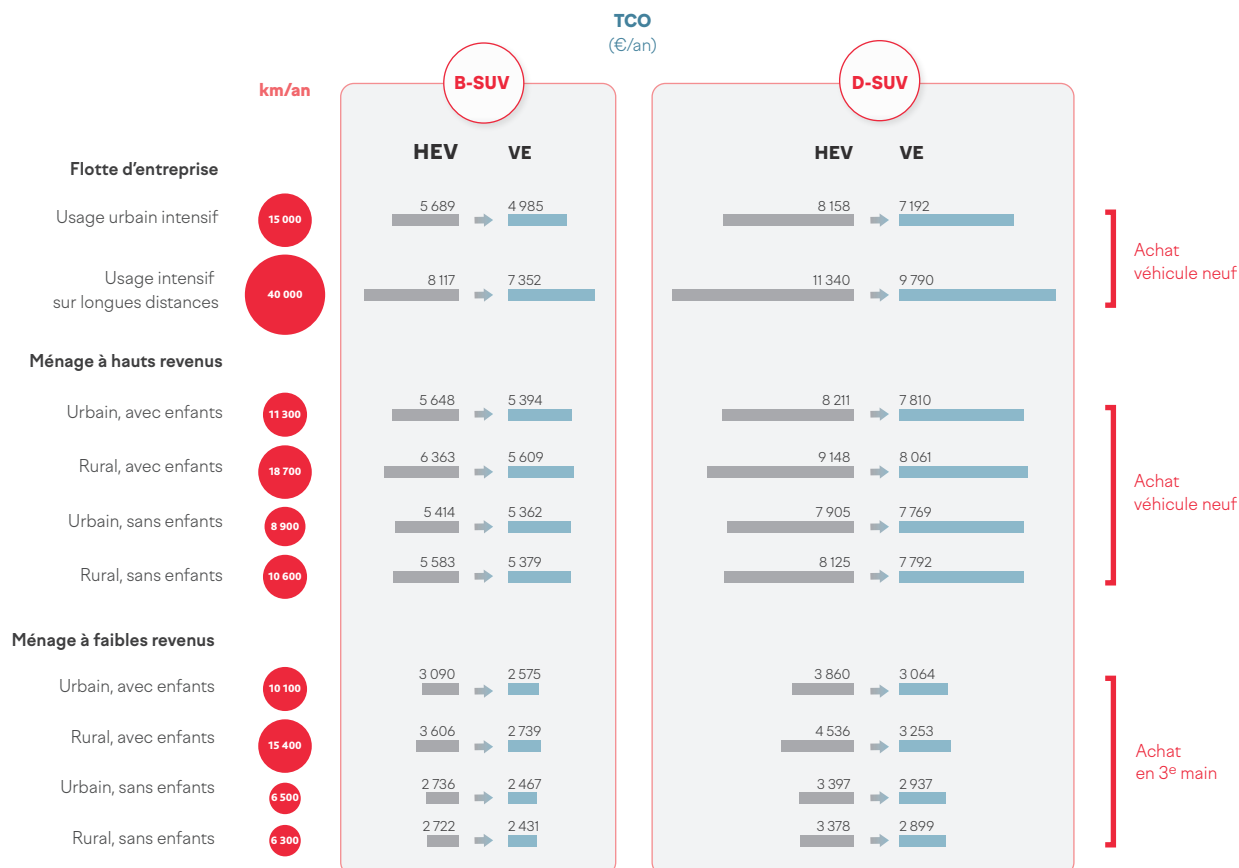 TCO
(€/an)
km/an
B-SUV
D-SUV
HEV VE
HEV VE
Flotte d'entreprise
Usage urbain intensif 15 000 5 689 4 985 8 158 7 192
Usage intensif
sur longues distances 40 000 8 117 7 352 11 340 9 790
Achat
véhicule neuf
Ménage à hauts revenus
Urbain, avec enfants 11 300 5 648 5 394 8 211 7 810
Rural, avec enfants 18 700 6 363 5 609 9 148 8 061
Urbain, sans enfants 8 900 5 414 5 362 7 905 7 769
Rural, sans enfants 10 600 5 583 5 379 8 125 7 792
Achat
véhicule neuf
Ménage à faibles revenus
Urbain, avec enfants 10 100 3 090 2 575 3 860 3 064
Rural, avec enfants 15 400 3 606 2 739 4 536 3 253
Urbain, sans enfants 6 500 2 736 2 467 3 397 2 937
Rural, sans enfants 6 300 2 722 2 431 3 378 2 899
Achat
en 3e main